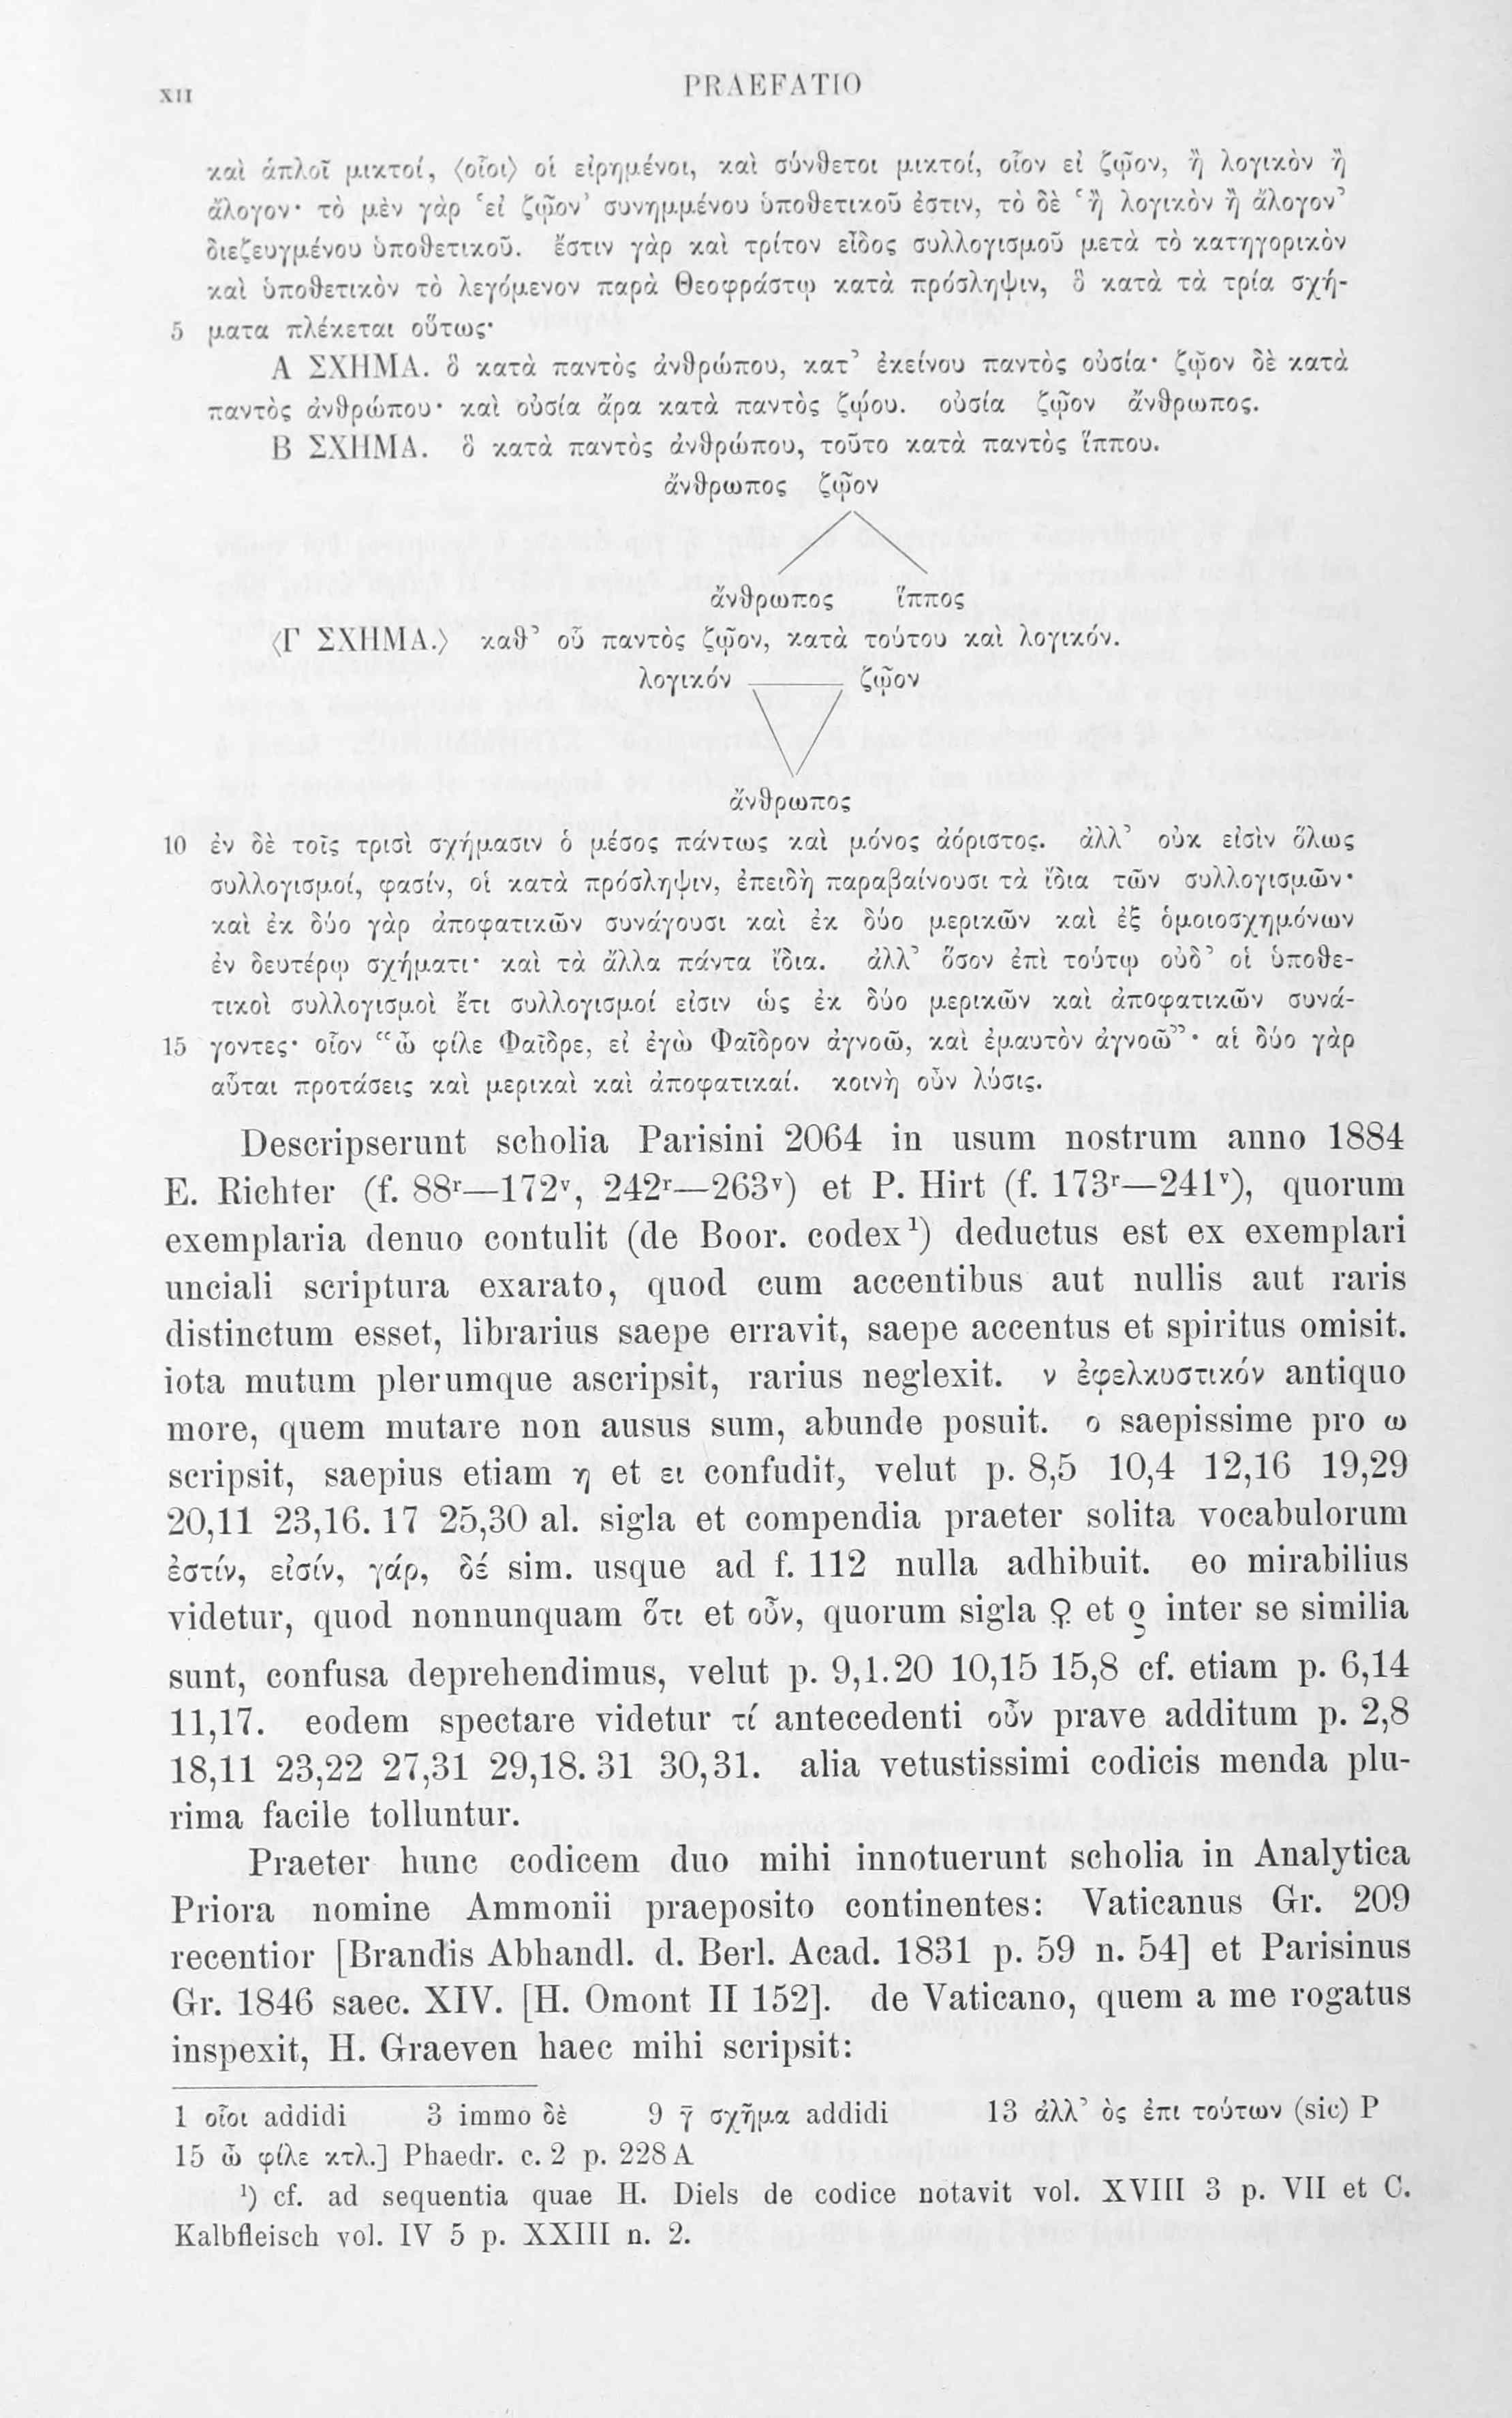 XII PRAEFATIO
καὶ ἁπλοῖ μικτοί, ⟨οἷοι⟩ οἱ εἰρημένοι, καὶ σύνθετοι μικτοί, οἷον εἰ ζῷον, ἢ λογικὸν ἢ
ἄλογον· τὸ μὲν γὰρ ‘εἰ ζῷον’ συνημμένου ὑποθετικοῦ ἐστιν, τὸ δὲ ‘ἢ λογικὸν ἢ ἄλογον’
διεζευγμένου ὑποθετικοῦ. ἔστιν γὰρ καὶ τρίτον εἶδος συλλογισμοῦ μετὰ τὸ κατηγορικὸν
καὶ ὑποθετικὸν τὸ λεγόμενον παρὰ Θεοφράστῳ κατὰ πρόσληψιν, ὃ κατὰ τὰ τρία σχή-
5 ματα πλέκεται οὕτως·
Α ΣΧΗΜΑ. ὃ κατὰ παντὸς ἀνθρώπου, κατ’ ἐκείνου παντὸς οὐσία· ζῷον δὲ κατὰ
παντὸς ἀνθρώπου· καὶ οὐσία ἄρα κατὰ παντὸς ζῴου. οὐσία ζῷον ἄνθρωπος.
Β ΣΧΗΜΑ. ὃ κατὰ παντὸς ἀνθρώπου, τοῦτο κατὰ παντὸς ἵππου.
ἄνθρωπος ζῷον
ἄνθρωπος ἵππος
⟨Γ ΣΧΗΜΑ.⟩ καθ’ οὗ παντὸς ζῷον, κατὰ τούτου καὶ λογικόν.
λογικόν ζῷον
ἄνθρωπος
10 ἐν δὲ τοῖς τρισὶ σχήμασιν ὁ μέσος πάντως καὶ μόνος ἀόριστος. ἀλλ’ οὐκ εἰσὶν ὅλως
συλλογισμοί, φασίν, οἱ κατὰ πρόσληψιν, ἐπειδὴ παραβαίνουσι τὰ ἴδια τῶν συλλογισμῶν·
καὶ ἐκ δύο γὰρ ἀποφατικῶν συνάγουσι καὶ ἐκ δύο μερικῶν καὶ ἐξ ὁμοιοσχημόνων
ἐν δευτέρῳ σχήματι· καὶ τὰ ἄλλα πάντα ἴδια. ἀλλ’ ὅσον ἐπὶ τούτῳ οὐδ’ οἱ ὑποθε-
τικοὶ συλλογισμοὶ ἔτι συλλογισμοί εἰσιν ὡς ἐκ δύο μερικῶν καὶ ἀποφατικῶν συνά-
15 γοντες· οἷον “ὦ φίλε Φαῖδρε, εἰ ἐγὼ Φαῖδρον ἀγνοῶ, καὶ ἐμαυτὸν ἀγνοῶ”· αἱ δύο γὰρ
αὗται προτάσεις καὶ μερικαὶ καὶ ἀποφατικαί. κοινὴ οὖν λύσις.
Descripserunt scholia Parisini 2064 in usum nostrum anno 1884
E. Richter (f. 88ʳ—172ᵛ, 242ʳ—263ᵛ) et P. Hirt (f. 173ʳ—241ᵛ), quorum
exemplaria denuo contulit (de Boor. codex¹) deductus est ex exemplari
unciali scriptura exarato, quod cum accentibus aut nullis aut raris
distinctum esset, librarius saepe erravit, saepe accentus et spiritus omisit.
iota mutum plerumque ascripsit, rarius neglexit. ν ἐφελκυστικόν antiquo
more, quem mutare non ausus sum, abunde posuit. ο saepissime pro ω
scripsit, saepius etiam η et ει confudit, velut p. 8,5 10,4 12,16 19,29
20,11 23,16. 17 25,30 al. sigla et compendia praeter solita vocabulorum
ἐστίν, εἰσίν, γάρ, δέ sim. usque ad f. 112 nulla adhibuit. eo mirabilius
videtur, quod nonnunquam ὅτι et οὖν, quorum sigla et inter se similia
sunt, confusa deprehendimus, velut p. 9,1.20 10,15 15,8 cf. etiam p. 6,14
11,17. eodem spectare videtur τί antecedenti οὖν prave additum p. 2,8
18,11 23,22 27,31 29,18. 31 30,31. alia vetustissimi codicis menda plu-
rima facile tolluntur.
Praeter hunc codicem duo mihi innotuerunt scholia in Analytica
Priora nomine Ammonii praeposito continentes: Vaticanus Gr. 209
recentior [Brandis Abhandl. d. Berl. Acad. 1831 p. 59 n. 54] et Parisinus
Gr. 1846 saec. XIV. [H. Omont II 152]. de Vaticano, quem a me rogatus
inspexit, H. Graeven haec mihi scripsit:
1 οἷοι addidi 3 immo δὲ 9 γ̄ σχῆμα addidi 13 ἀλλ’ ὃς ἐπι τούτων (sic) P
15 ὦ φίλε κτλ.] Phaedr. c. 2 p. 228 A
¹) cf. ad sequentia quae H. Diels de codice notavit vol. XVIII 3 p. VII et C.
Kalbfleisch vol. IV 5 p. XXIII n. 2.